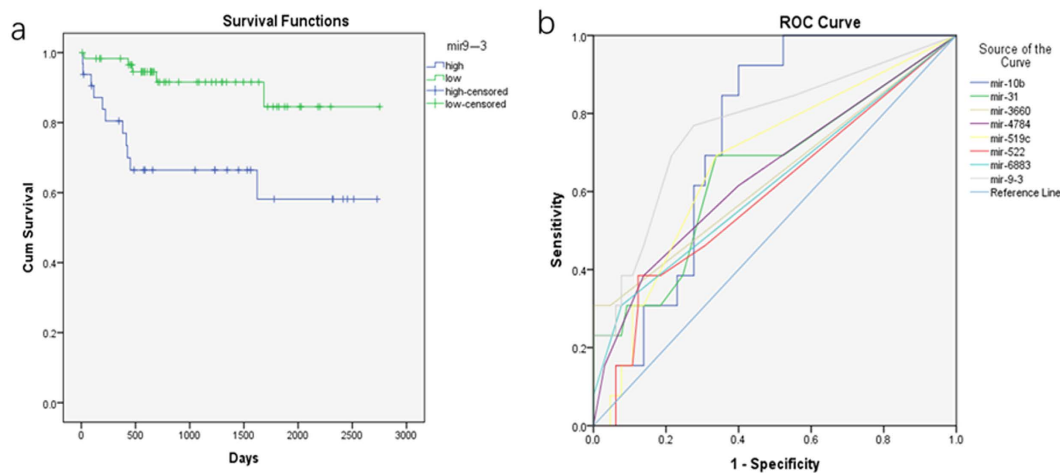 a
Survival Functions
mir9—3
high
low
high-censored
low-censored
1.0
0.8
0.6
0.4
0.2
0.0
Cum Survival
0
500
1000
1500
2000
2500
3000
Days
b
ROC Curve
Source of the
Curve
mir-10b
mir-31
mir-3660
mir-4784
mir-519c
mir-522
mir-6883
mir-9-3
Reference Line
1.0
0.8
0.6
0.4
0.2
0.0
Sensitivity
0.0
0.2
0.4
0.6
0.8
1.0
1 - Specificity